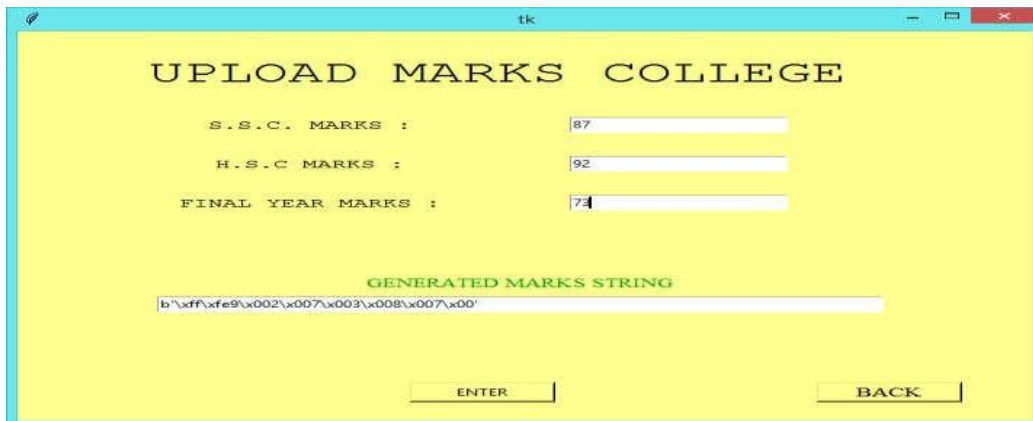 tk
UPLOAD MARKS COLLEGE
S.S.C. MARKS : 87
H.S.C MARKS : 92
FINAL YEAR MARKS : 73
GENERATED MARKS STRING
b'\xff\xfe9\x002\x007\x003\x008\x007\x00'
ENTER BACK